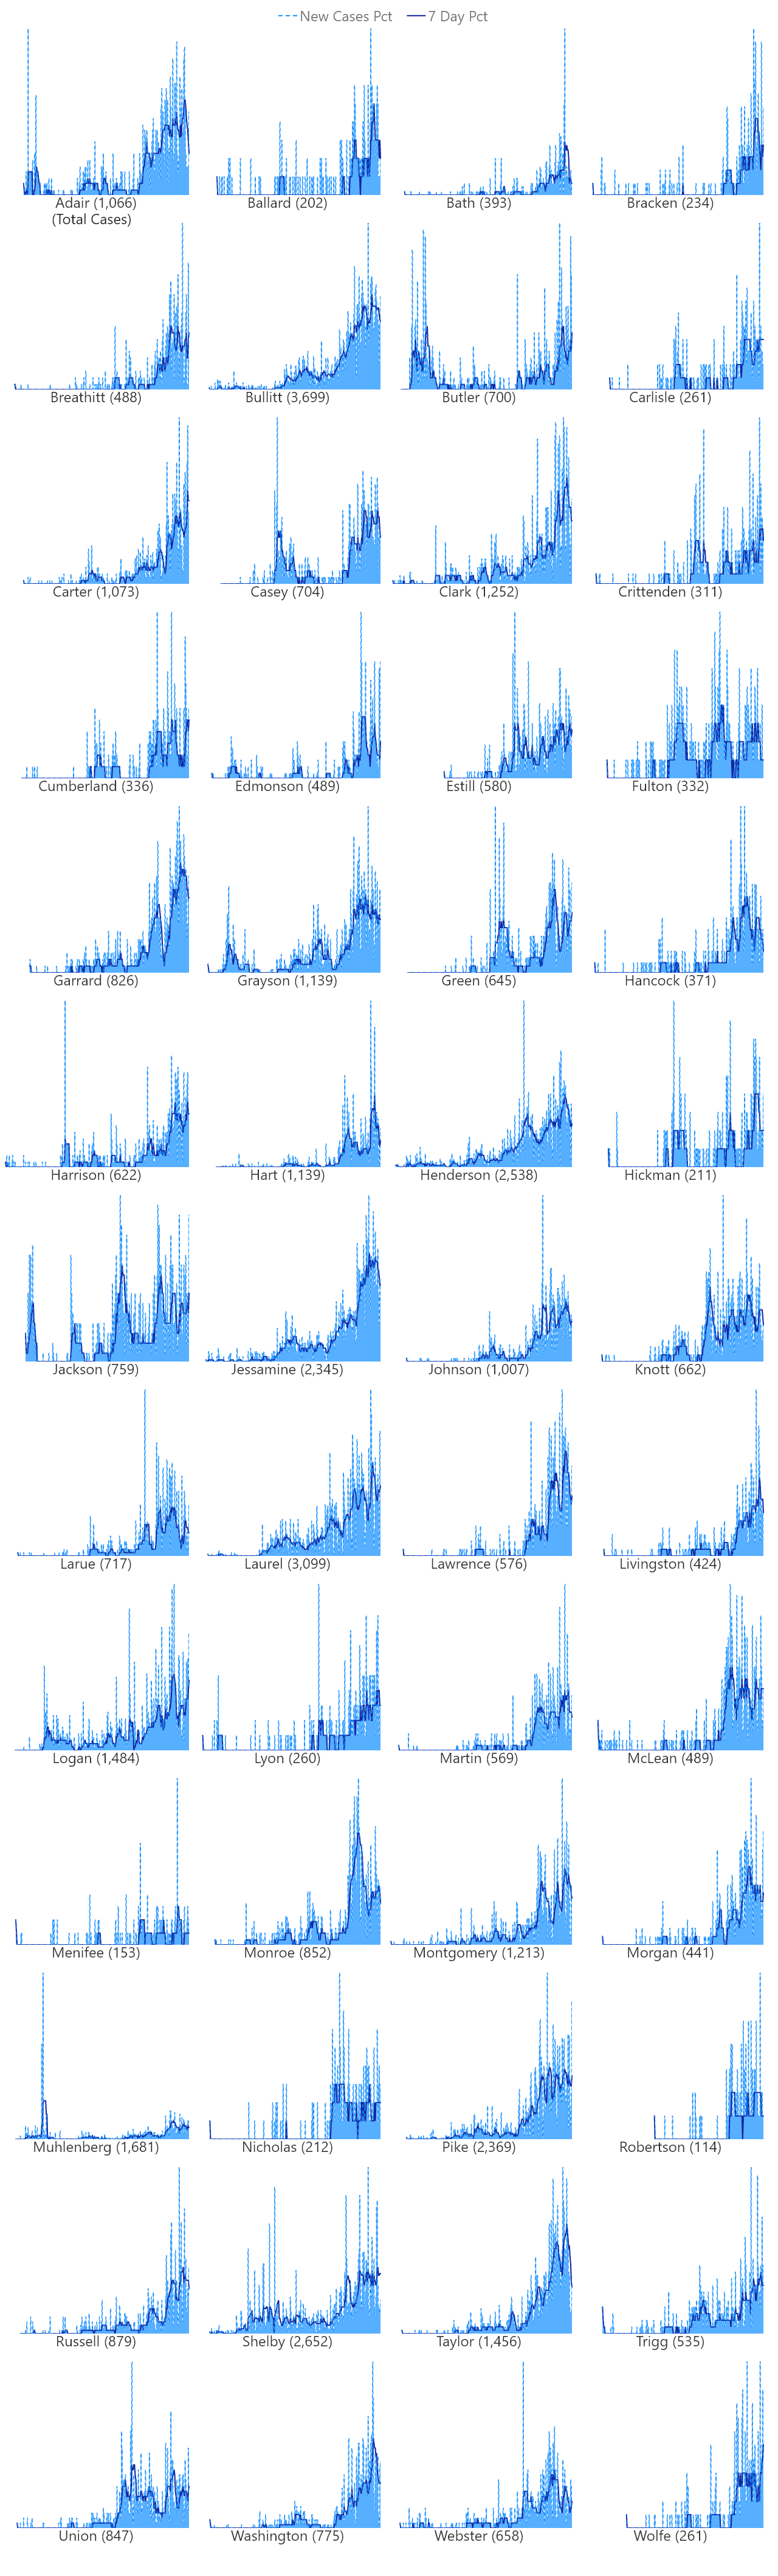 New Cases Pct 7 Day Pct
Adair (1,066) Ballard (202) Bath (393) Bracken (234)
(Total Cases)
Breathitt (488) Bullitt (3,699) Butler (700) Carlisle (261)
Carter (1,073) Casey (704) Clark (1,252) Crittenden (311)
Cumberland (336) Edmonson (489) Estill (580) Fulton (332)
Garrard (826) Grayson (1,139) Green (645) Hancock (371)
Harrison (622) Hart (1,139) Henderson (2,538) Hickman (211)
Jackson (759) Jessamine (2,345) Johnson (1,007) Knott (662)
Larue (717) Laurel (3,099) Lawrence (576) Livingston (424)
Logan (1,484) Lyon (260) Martin (569) McLean (489)
Menifee (153) Monroe (852) Montgomery (1,213) Morgan (441)
Muhlenberg (1,681) Nicholas (212) Pike (2,369) Robertson (114)
Russell (879) Shelby (2,652) Taylor (1,456) Trigg (535)
Union (847) Washington (775) Webster (658) Wolfe (261)